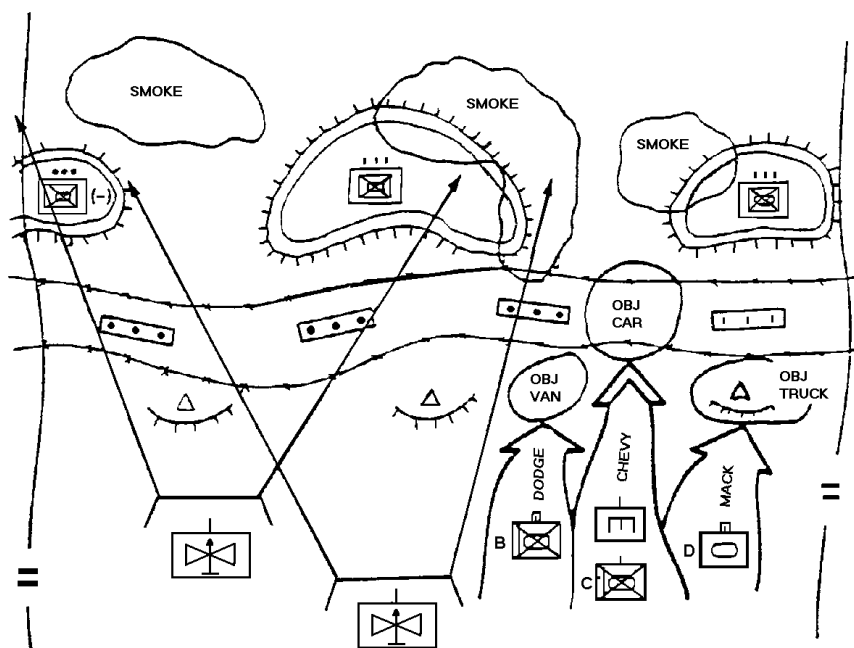 SMOKE
SMOKE
SMOKE
(-)
OBJ
CAR
OBJ
VAN
OBJ
TRUCK
DODGE
CHEVY
MACK
B
E
C
D